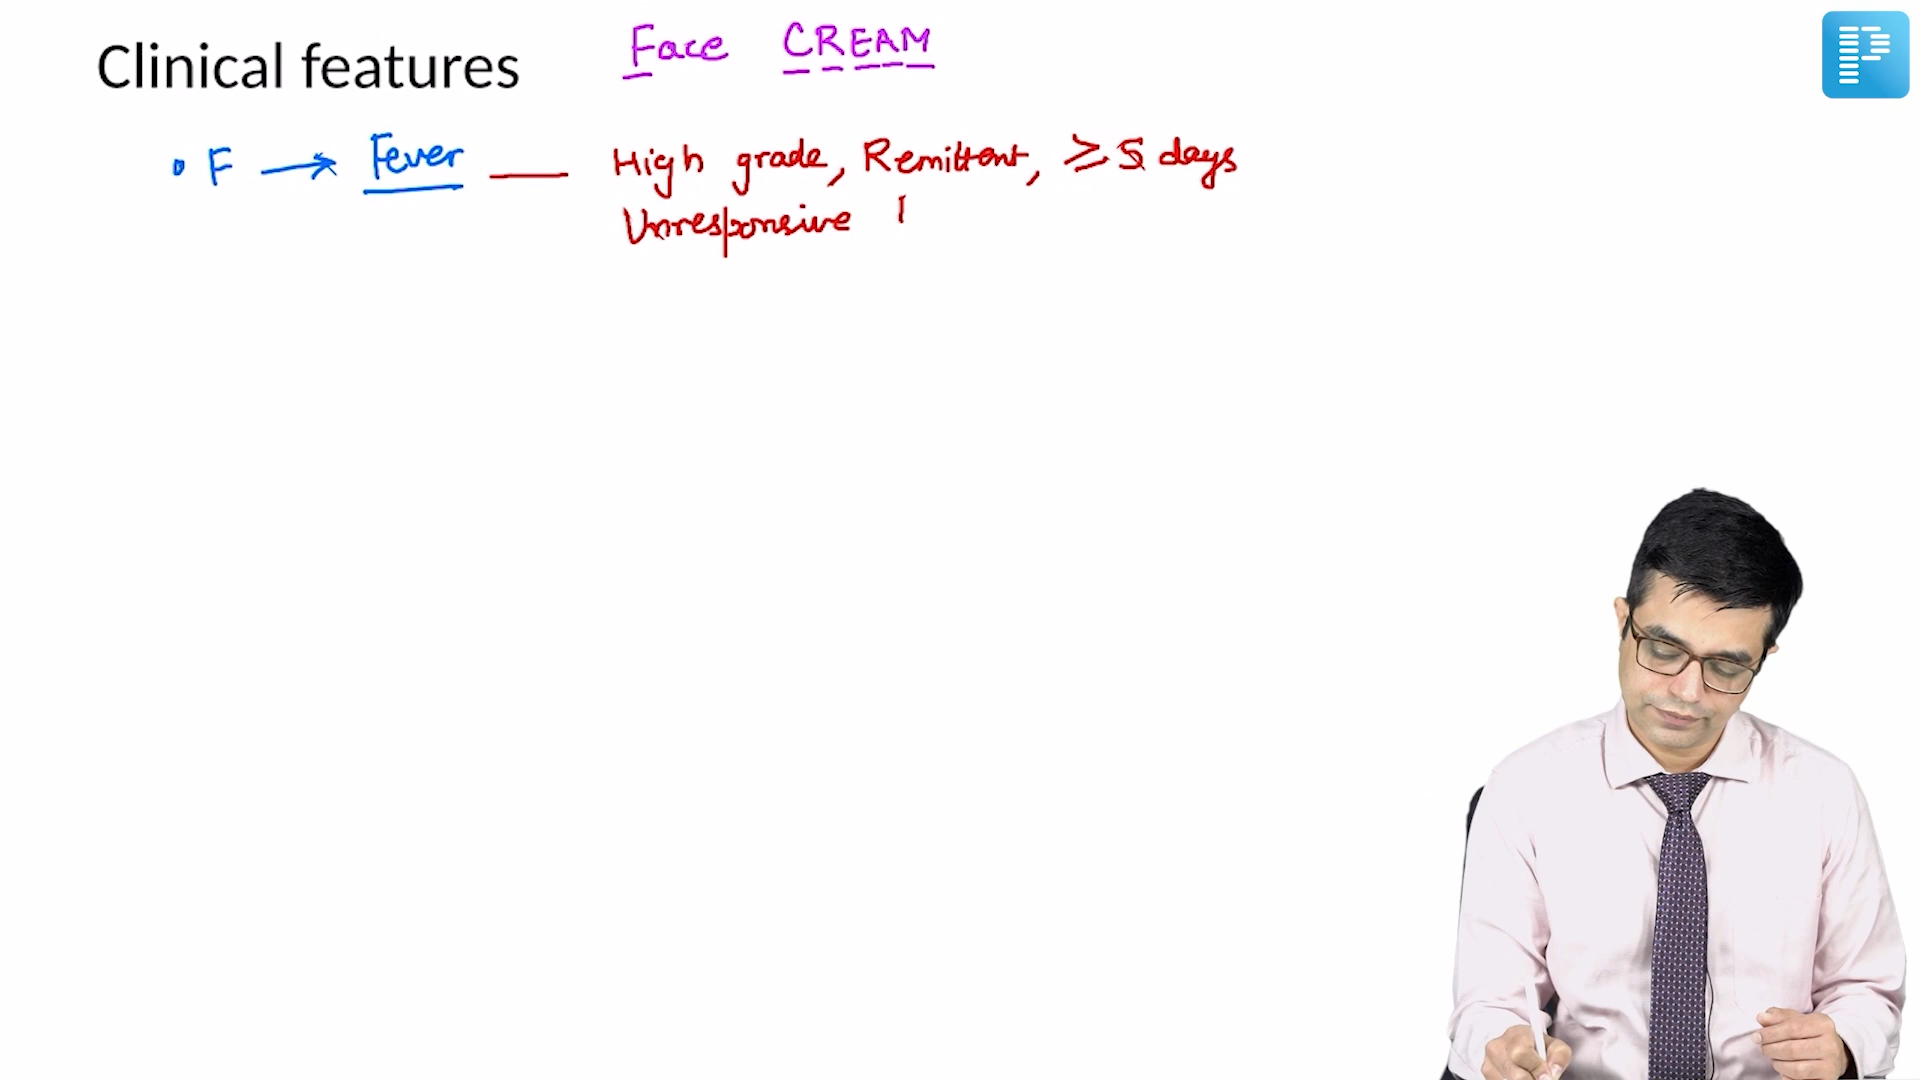 Clinical features
Face CREAM
• F → Fever — High grade, Remittent, ≥ 5 days
Unresponsive